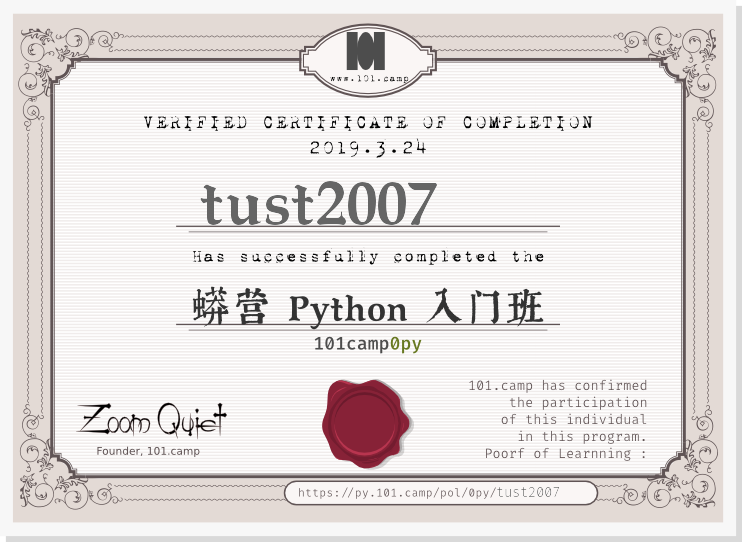 101
www.101.camp
VERIFIED CERTIFICATE OF COMPLETION
2019.3.24
tust2007
Has successfully completed the
蟒营 Python 入门班
101camp0py
Zoom Quiet
Founder, 101.camp
101.camp has confirmed
the participation
of this individual
in this program.
Poorf of Learnning :
https://py.101.camp/pol/0py/tust2007